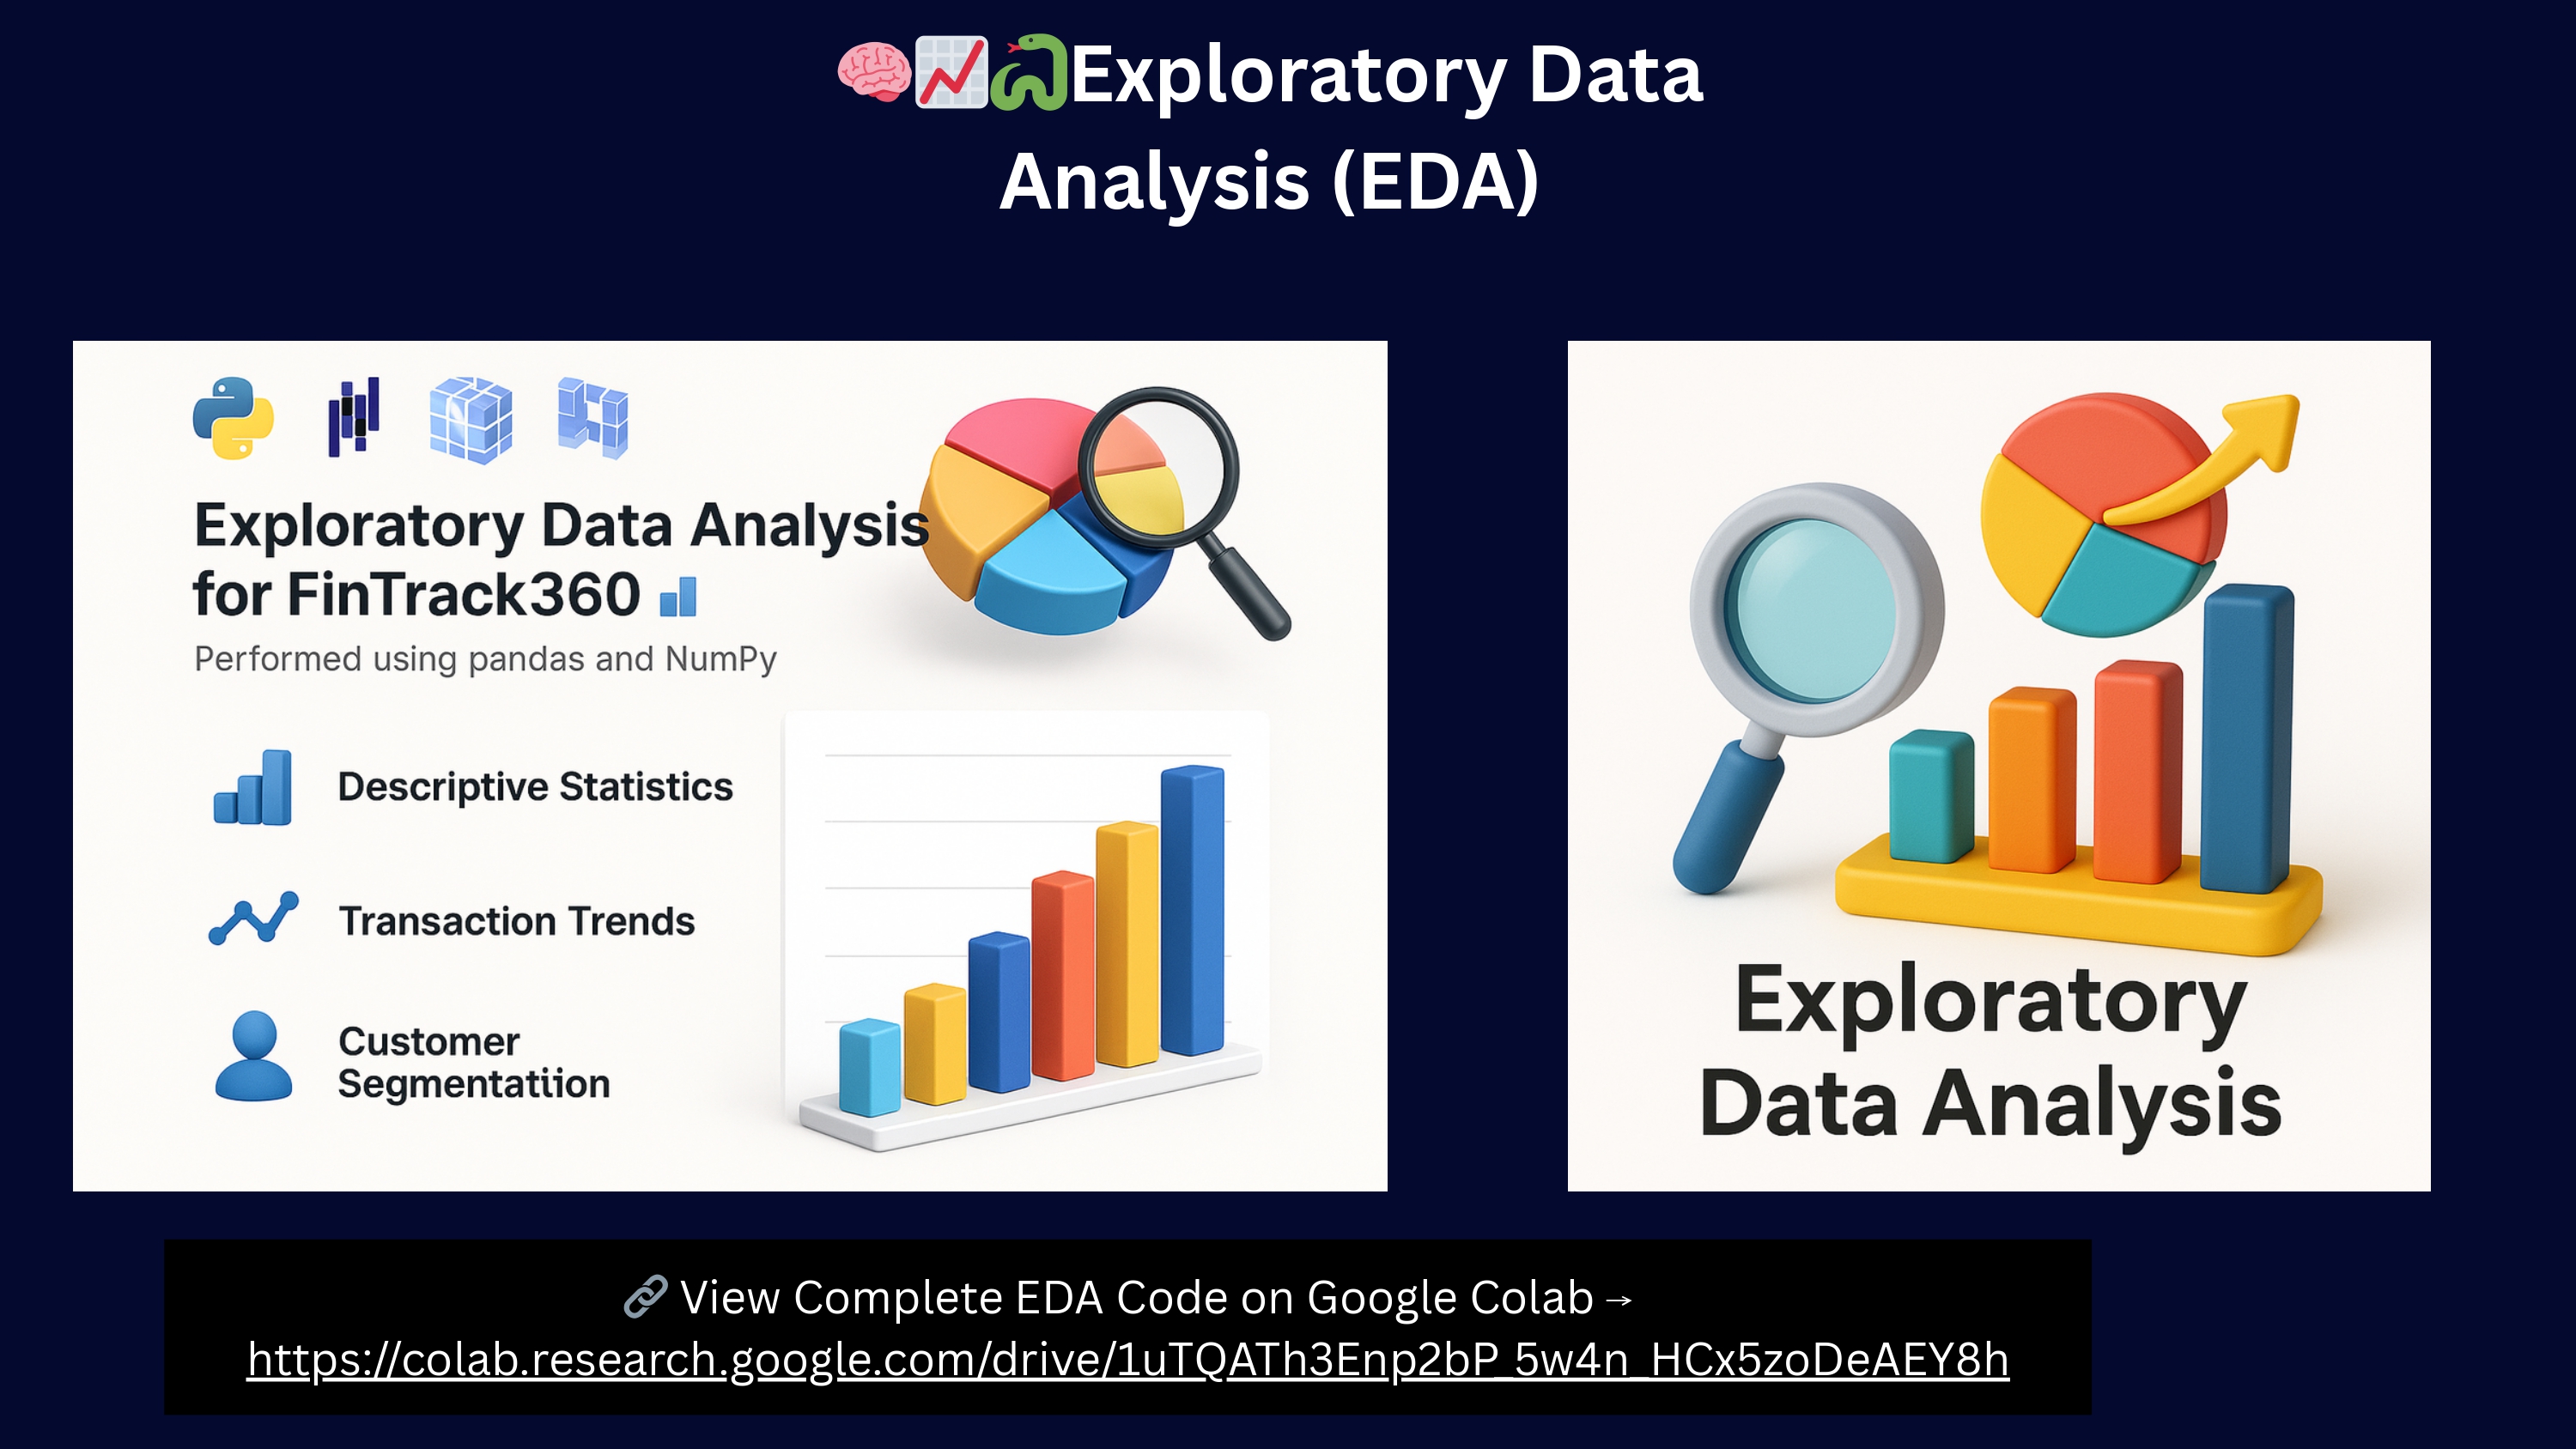 🧠📈🐍Exploratory Data
Analysis (EDA)
Exploratory Data Analysis
for FinTrack360
Performed using pandas and NumPy
Descriptive Statistics
Transaction Trends
Customer
Segmentatiion
Exploratory
Data Analysis
🔗 View Complete EDA Code on Google Colab →
https://colab.research.google.com/drive/1uTQATh3Enp2bP_5w4n_HCx5zoDeAEY8h